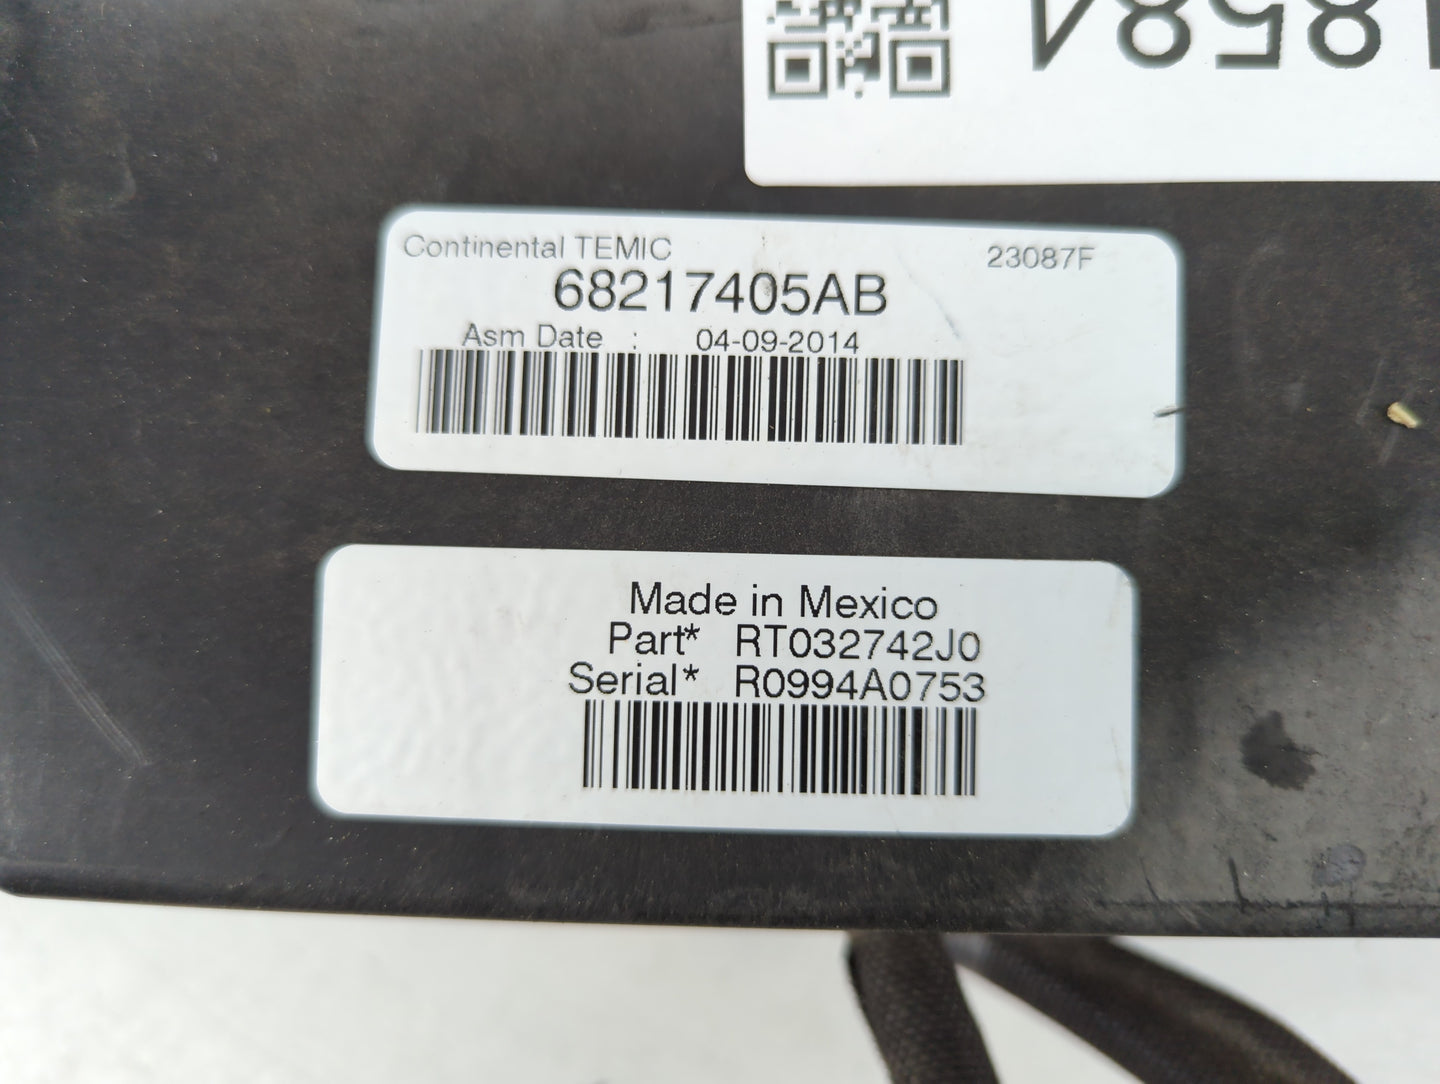 Continental TEMIC 23087F
68217405AB
Asm Date : 04-09-2014
Made in Mexico
Part* RT032742J0
Serial* R0994A0753